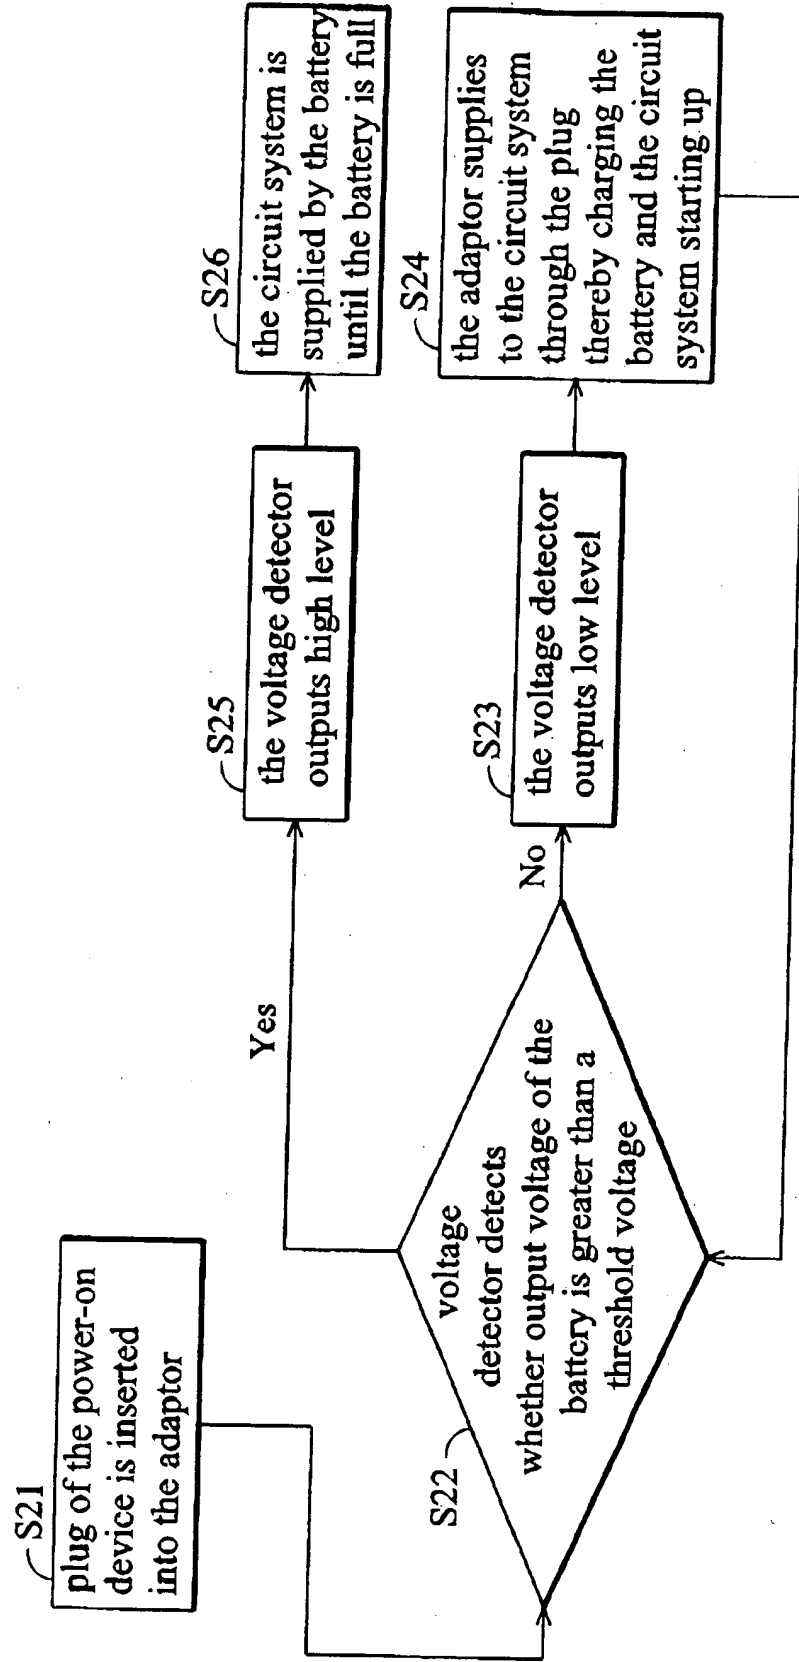 S21
plug of the power-on
device is inserted
into the adaptor
S22
voltage
detector detects
whether output voltage of the
battery is greater than a
threshold voltage
Yes
No
S25
the voltage detector
outputs high level
S23
the voltage detector
outputs low level
S26
the circuit system is
supplied by the battery
until the battery is full
S24
the adaptor supplies
to the circuit system
through the plug
thereby charging the
battery and the circuit
system starting up